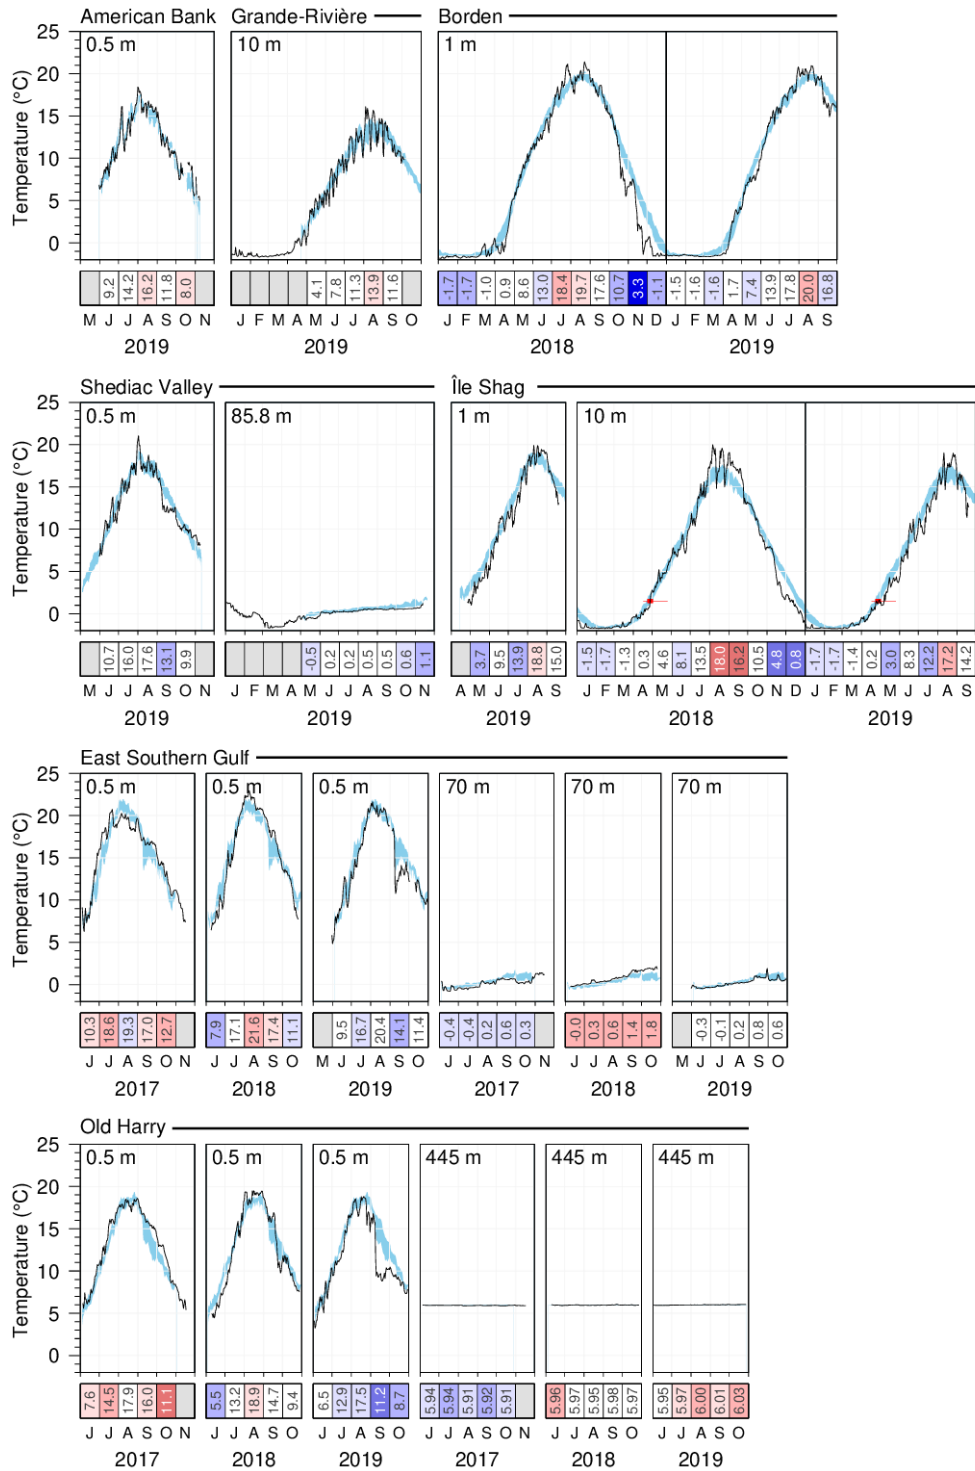 American Bank Grande-Rivière Borden
0.5 m 10 m 1 m
Temperature (°C)
25
20
15
10
5
0
9.2 14.2 16.2 11.8 8.0 4.1 7.8 11.3 13.9 11.6 -1.7 -1.7 -1.0 0.9 8.6 13.0 18.4 19.7 17.6 10.7 3.3 -1.1 -1.5 -1.6 -1.6 1.7 7.4 13.9 17.8 20.0 16.8
M J J A S O N J F M A M J J A S O J F M A M J J A S O N D J F M A M J J A S
2019 2019 2018 2019
Shediac Valley Île Shag
0.5 m 85.8 m 1 m 10 m
Temperature (°C)
25
20
15
10
5
0
10.7 16.0 17.6 13.1 9.9 -0.5 0.2 0.2 0.5 0.5 0.6 1.1 3.7 9.5 13.9 18.8 15.0 -1.5 -1.7 -1.3 0.3 4.6 8.1 13.5 18.0 16.2 10.5 4.8 0.8 -1.7 -1.7 -1.4 0.2 3.0 8.3 12.2 17.2 14.2
M J J A S O N J F M A M J J A S O N A M J J A S J F M A M J J A S O N D J F M A M J J A S
2019 2019 2019 2018 2019
East Southern Gulf
0.5 m 0.5 m 0.5 m 70 m 70 m 70 m
Temperature (°C)
25
20
15
10
5
0
10.3 18.6 19.3 17.0 12.7 7.9 17.1 21.6 17.4 11.1 9.5 16.7 20.4 14.1 11.4 -0.4 -0.4 0.2 0.6 0.3 -0.0 0.3 0.6 1.4 1.8 -0.3 -0.1 0.2 0.8 0.6
J J A S O N J J A S O M J J A S O J J A S O N J J A S O M J J A S O
2017 2018 2019 2017 2018 2019
Old Harry
0.5 m 0.5 m 0.5 m 445 m 445 m 445 m
Temperature (°C)
25
20
15
10
5
0
7.6 14.5 17.9 16.0 11.1 5.5 13.2 18.9 14.7 9.4 6.5 12.9 17.5 11.2 8.7 5.94 5.94 5.91 5.92 5.91 5.96 5.97 5.95 5.98 5.97 5.95 5.97 6.00 6.01 6.03
J J A S O N J J A S O J J A S O J J A S O N J J A S O J J A S O
2017 2018 2019 2017 2018 2019